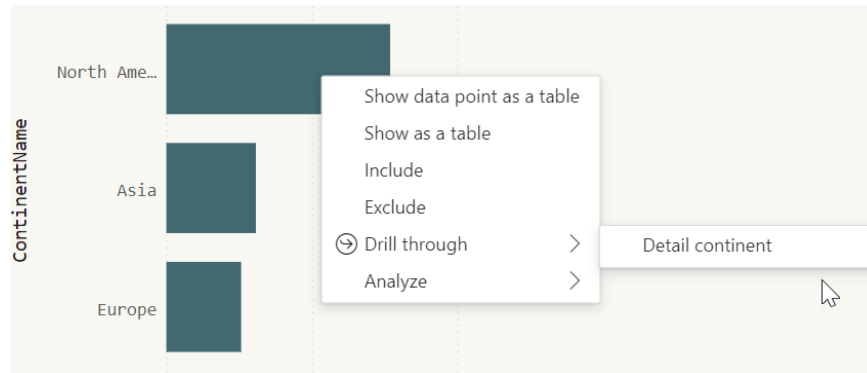 ContinentName
North Ame…
Asia
Europe
Show data point as a table
Show as a table
Include
Exclude
Drill through
Analyze
Detail continent